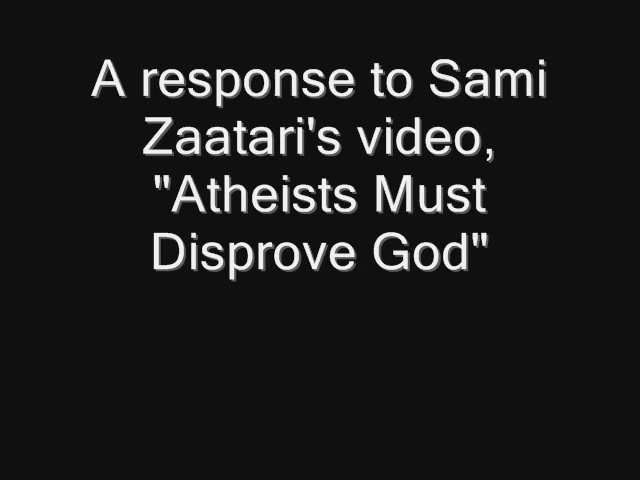 A response to Sami
Zaatari's video,
"Atheists Must
Disprove God"